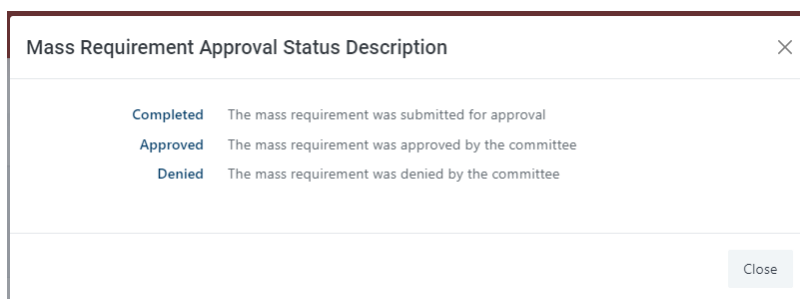 Mass Requirement Approval Status Description
Completed The mass requirement was submitted for approval
Approved The mass requirement was approved by the committee
Denied The mass requirement was denied by the committee
Close